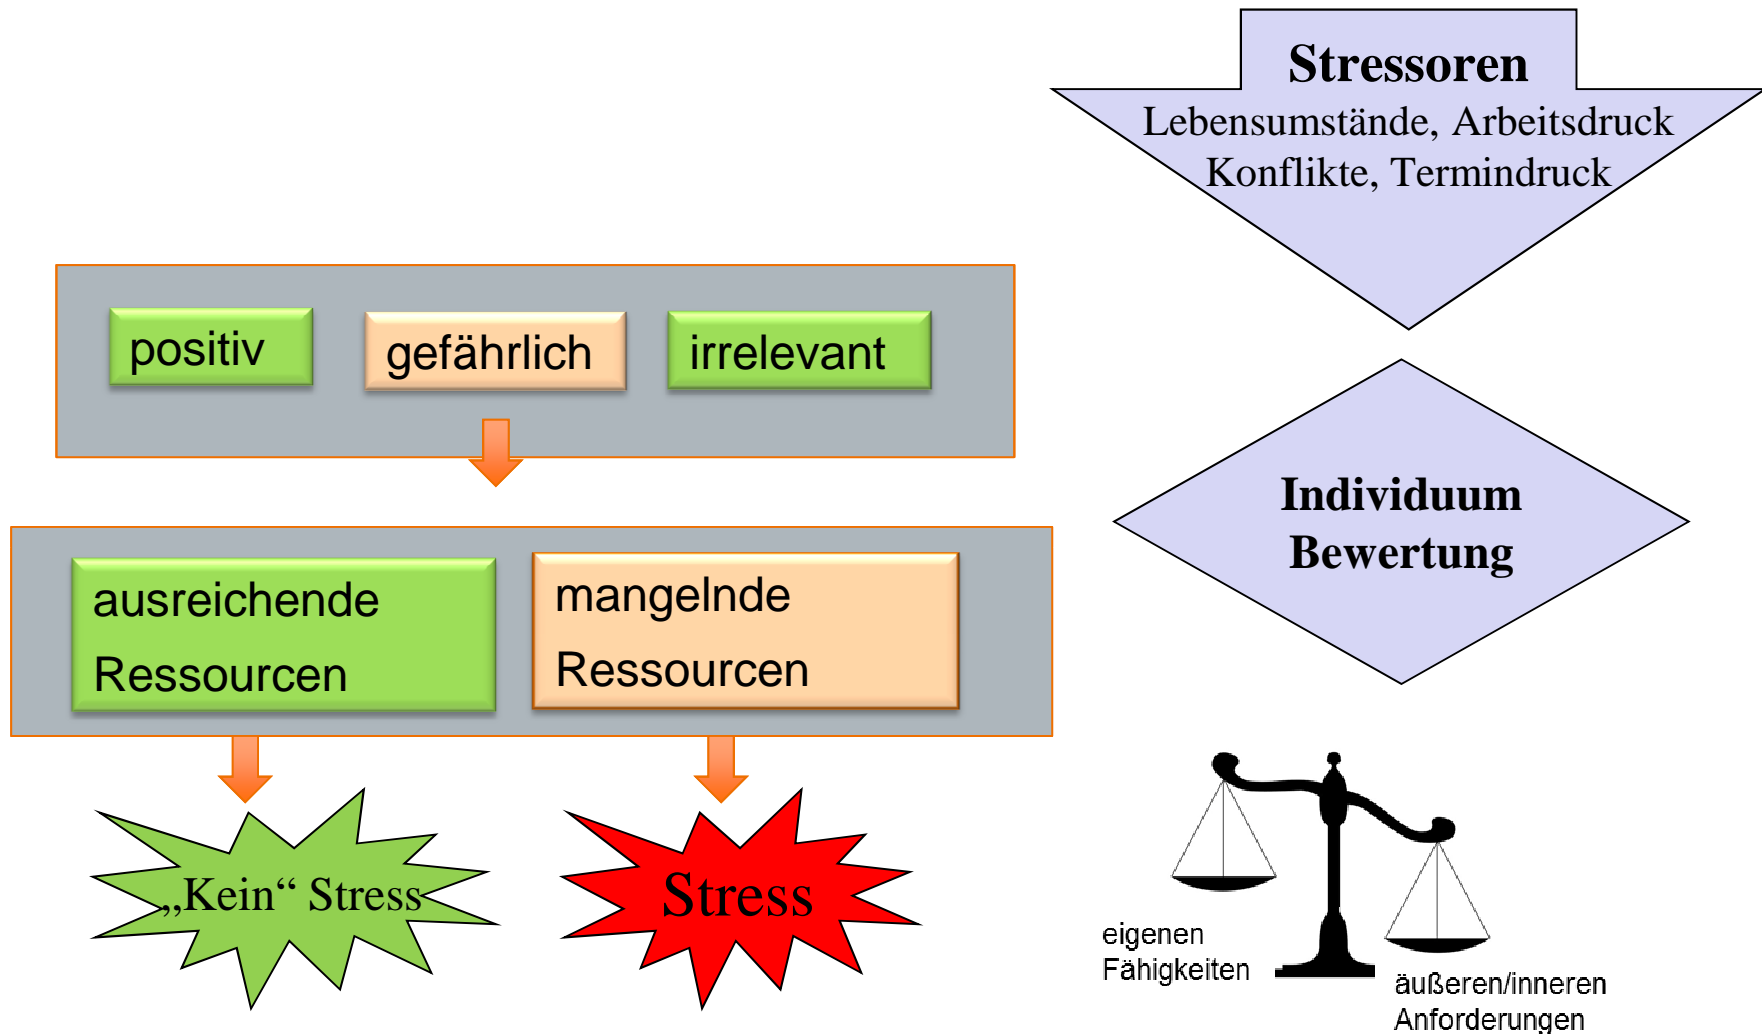 Stressoren
Lebensumstände, Arbeitsdruck
Konflikte, Termindruck
positiv
gefährlich
irrelevant
Individuum
Bewertung
ausreichende
Ressourcen
mangelnde
Ressourcen
„Kein“ Stress
Stress
eigenen
Fähigkeiten
äußeren/inneren
Anforderungen